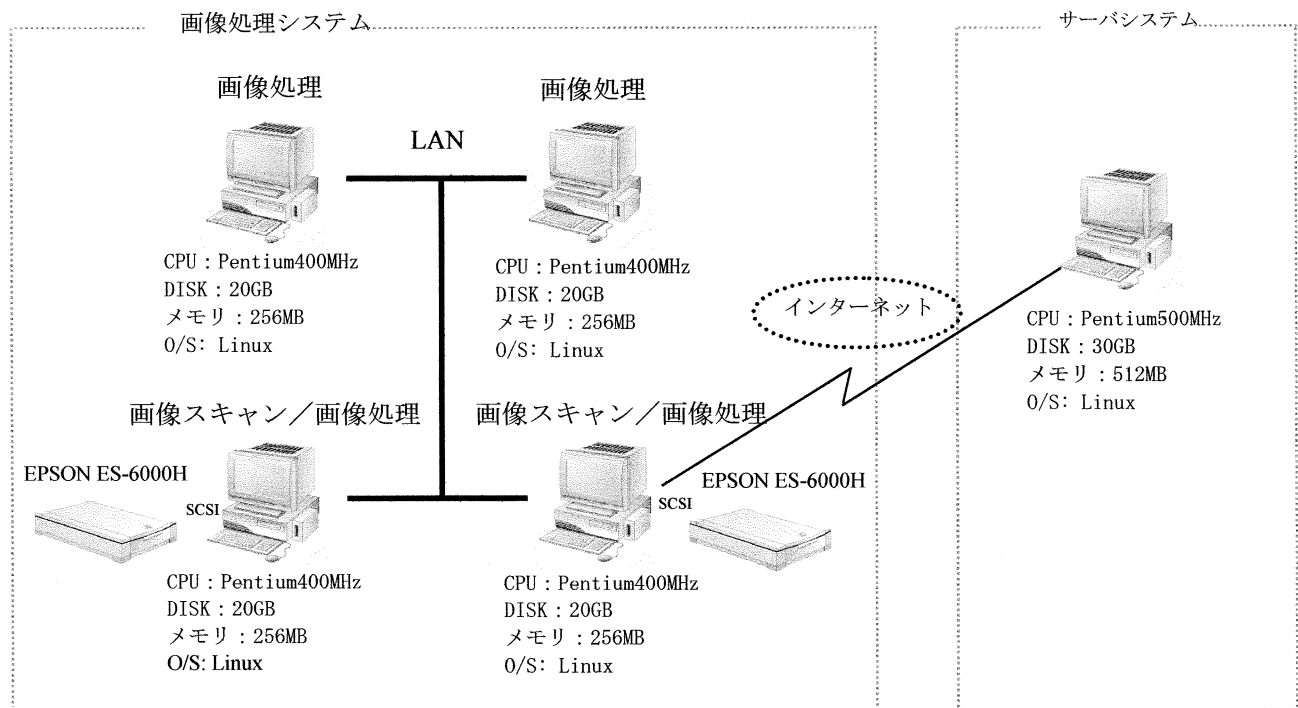 画像処理システム
サーバシステム
画像処理
画像処理
LAN
CPU：Pentium400MHz
DISK：20GB
メモリ：256MB
O/S: Linux
CPU：Pentium400MHz
DISK：20GB
メモリ：256MB
O/S: Linux
インターネット
CPU：Pentium500MHz
DISK：30GB
メモリ：512MB
O/S: Linux
画像スキャン／画像処理
画像スキャン／画像処理
EPSON ES-6000H
SCSI
SCSI
EPSON ES-6000H
CPU：Pentium400MHz
DISK：20GB
メモリ：256MB
O/S: Linux
CPU：Pentium400MHz
DISK：20GB
メモリ：256MB
O/S: Linux